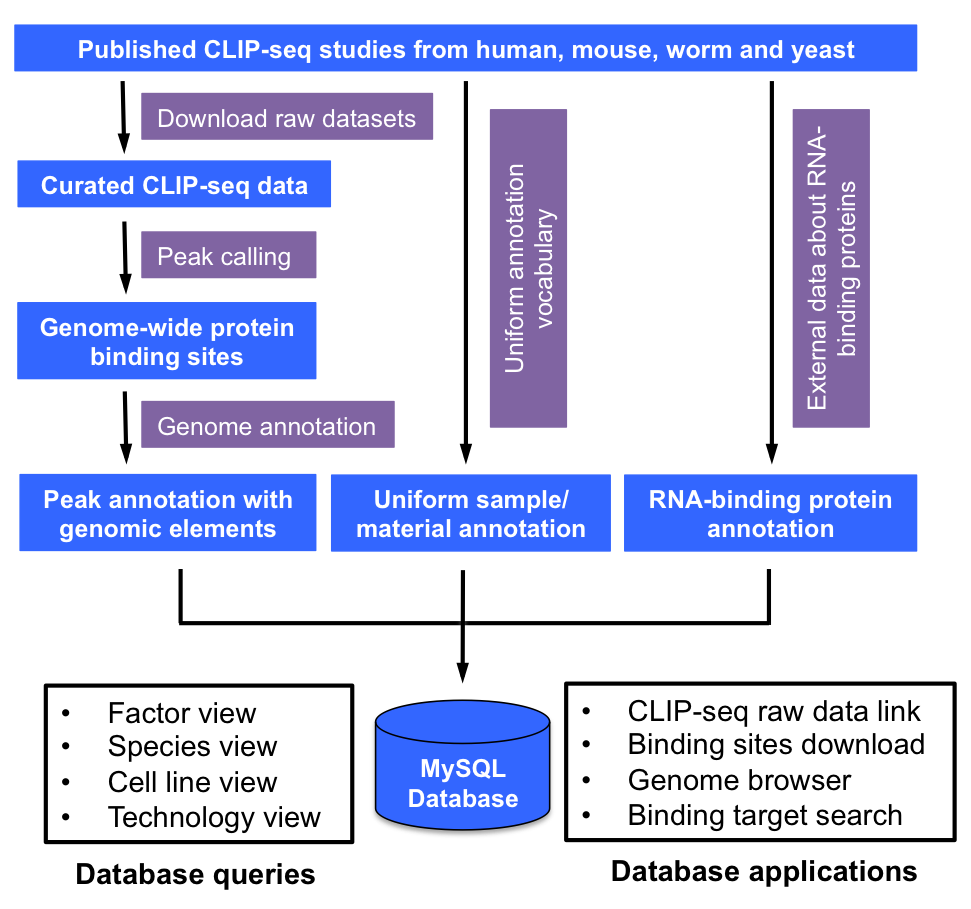 Published CLIP-seq studies from human, mouse, worm and yeast
Download raw datasets
Curated CLIP-seq data
Peak calling
Genome-wide protein
binding sites
Genome annotation
Uniform annotation
vocabulary
External data about RNA-
binding proteins
Peak annotation with
genomic elements
Uniform sample/
material annotation
RNA-binding protein
annotation
• Factor view
• Species view
• Cell line view
• Technology view
Database queries
MySQL
Database
• CLIP-seq raw data link
• Binding sites download
• Genome browser
• Binding target search
Database applications